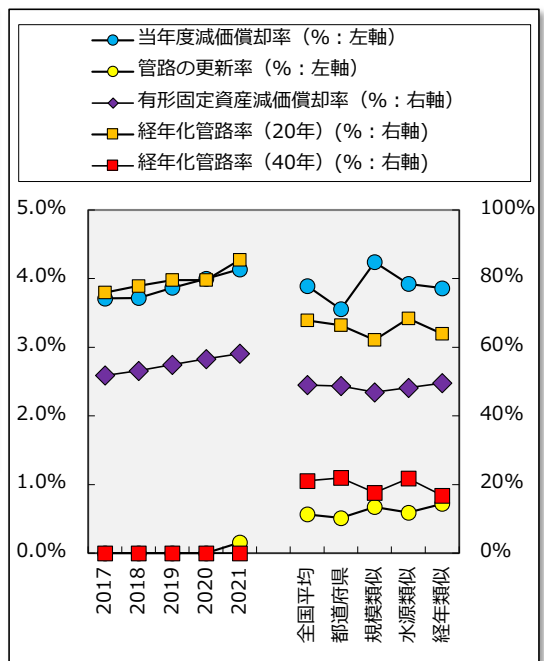 当年度減価償却率（%：左軸）
管路の更新率（%：左軸）
有形固定資産減価償却率（%：右軸）
経年化管路率（20年）(%：右軸)
経年化管路率（40年）(%：右軸)
5.0%
4.0%
3.0%
2.0%
1.0%
0.0%
100%
80%
60%
40%
20%
0%
2017
2018
2019
2020
2021
全国平均
都道府県
規模類似
水源類似
経年類似